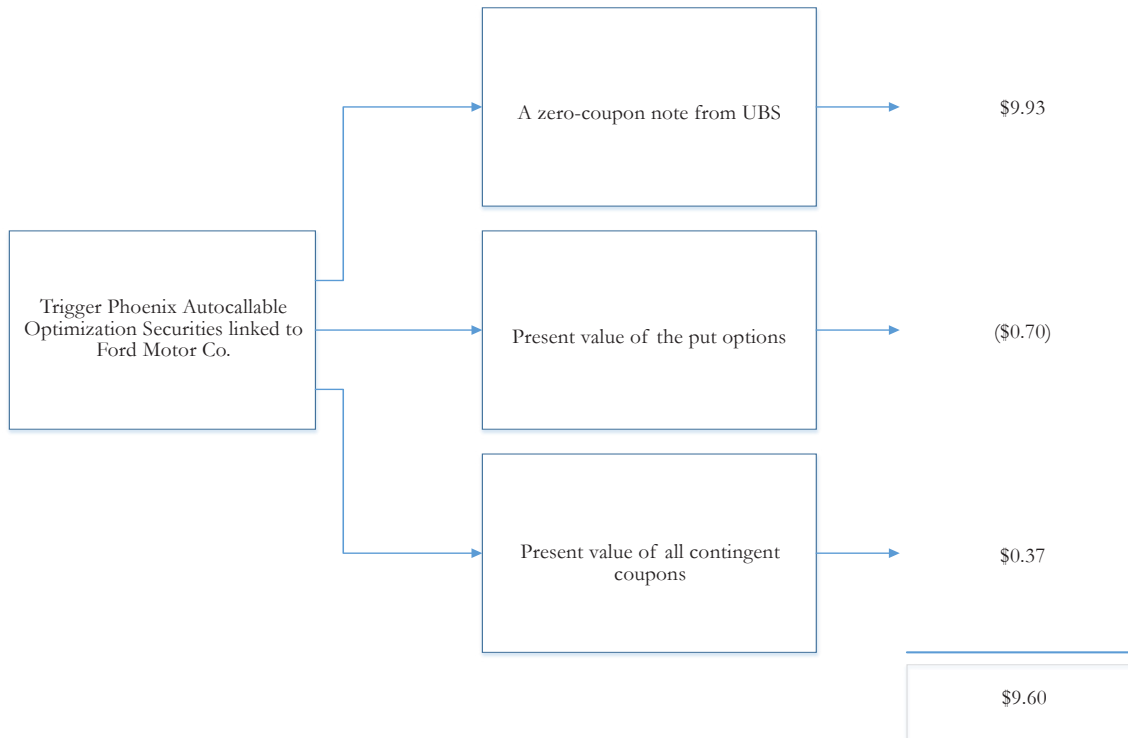 A zero-coupon note from UBS
$9.93
Trigger Phoenix Autocallable
Optimization Securities linked to
Ford Motor Co.
Present value of the put options
($0.70)
Present value of all contingent
coupons
$0.37
$9.60